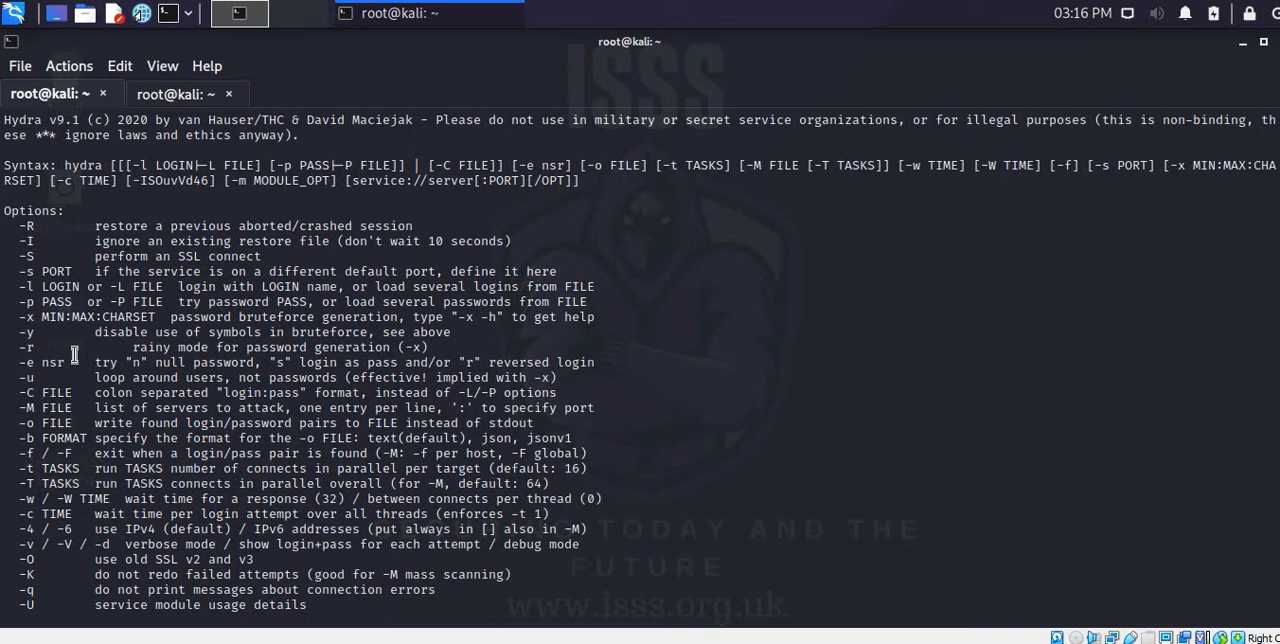 root@kali: ~
03:16 PM
root@kali: ~
File Actions Edit View Help
root@kali: ~ × root@kali: ~ ×
ISSS
Hydra v9.1 (c) 2020 by van Hauser/THC & David Maciejak - Please do not use in military or secret service organizations, or for illegal purposes (this is non-binding, th
ese *** ignore laws and ethics anyway).
Syntax: hydra [[[-l LOGIN|-L FILE] [-p PASS|-P FILE]] | [-C FILE]] [-e nsr] [-o FILE] [-t TASKS] [-M FILE [-T TASKS]] [-w TIME] [-W TIME] [-f] [-s PORT] [-x MIN:MAX:CHA
RSET] [-c TIME] [-ISOuvVd46] [-m MODULE_OPT] [service://server[:PORT][/OPT]]
Options:
-R restore a previous aborted/crashed session
-I ignore an existing restore file (don't wait 10 seconds)
-S perform an SSL connect
-s PORT if the service is on a different default port, define it here
-l LOGIN or -L FILE login with LOGIN name, or load several logins from FILE
-p PASS or -P FILE try password PASS, or load several passwords from FILE
-x MIN:MAX:CHARSET password bruteforce generation, type "-x -h" to get help
-y disable use of symbols in bruteforce, see above
-r rainy mode for password generation (-x)
-e nsr try "n" null password, "s" login as pass and/or "r" reversed login
-u loop around users, not passwords (effective! implied with -x)
-C FILE colon separated "login:pass" format, instead of -L/-P options
-M FILE list of servers to attack, one entry per line, ':' to specify port
-o FILE write found login/password pairs to FILE instead of stdout
-b FORMAT specify the format for the -o FILE: text(default), json, jsonv1
-f / -F exit when a login/pass pair is found (-M: -f per host, -F global)
-t TASKS run TASKS number of connects in parallel per target (default: 16)
-T TASKS run TASKS connects in parallel overall (for -M, default: 64)
-w / -W TIME wait time for a response (32) / between connects per thread (0)
-c TIME wait time per login attempt over all threads (enforces -t 1)
-4 / -6 use IPv4 (default) / IPv6 addresses (put always in [] also in -M)
-v / -V / -d verbose mode / show login+pass for each attempt / debug mode
-O use old SSL v2 and v3
-K do not redo failed attempts (good for -M mass scanning)
-q do not print messages about connection errors
-U service module usage details
TODAY AND THE
FUTURE
www.isss.org.uk
Right C